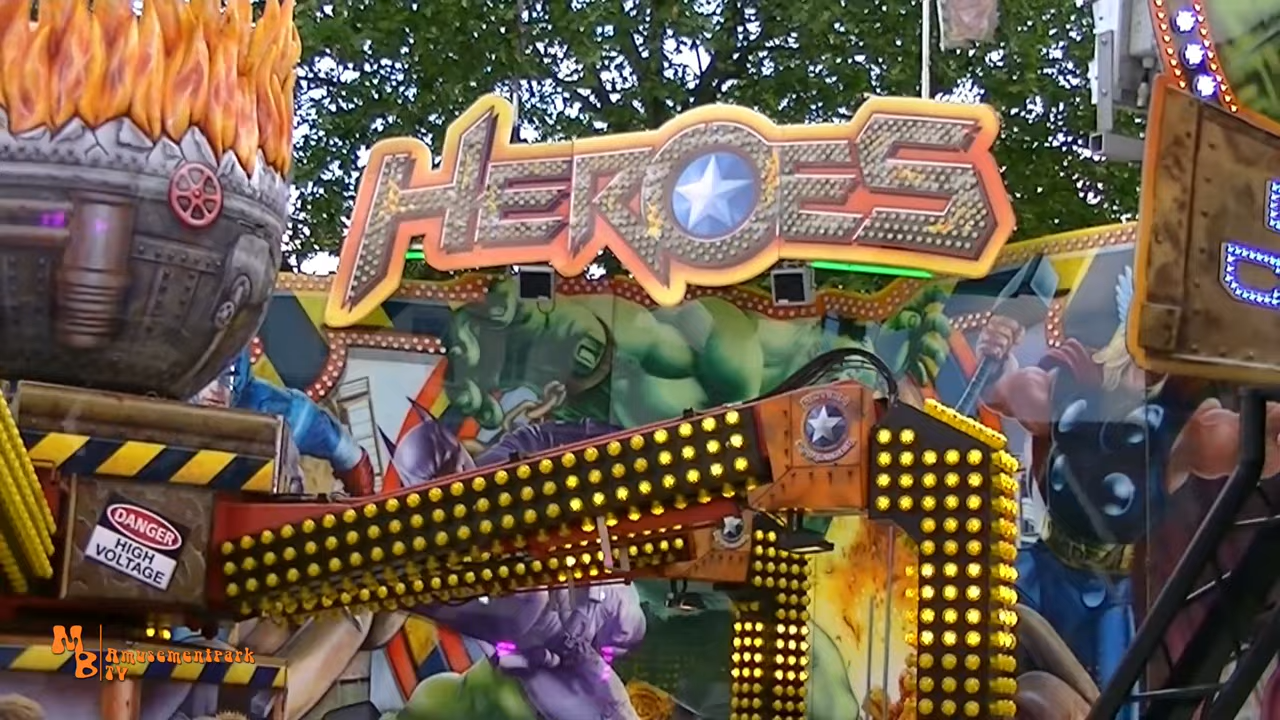 HEROES
DANGER
HIGH
VOLTAGE
MB Amusementpark
TV